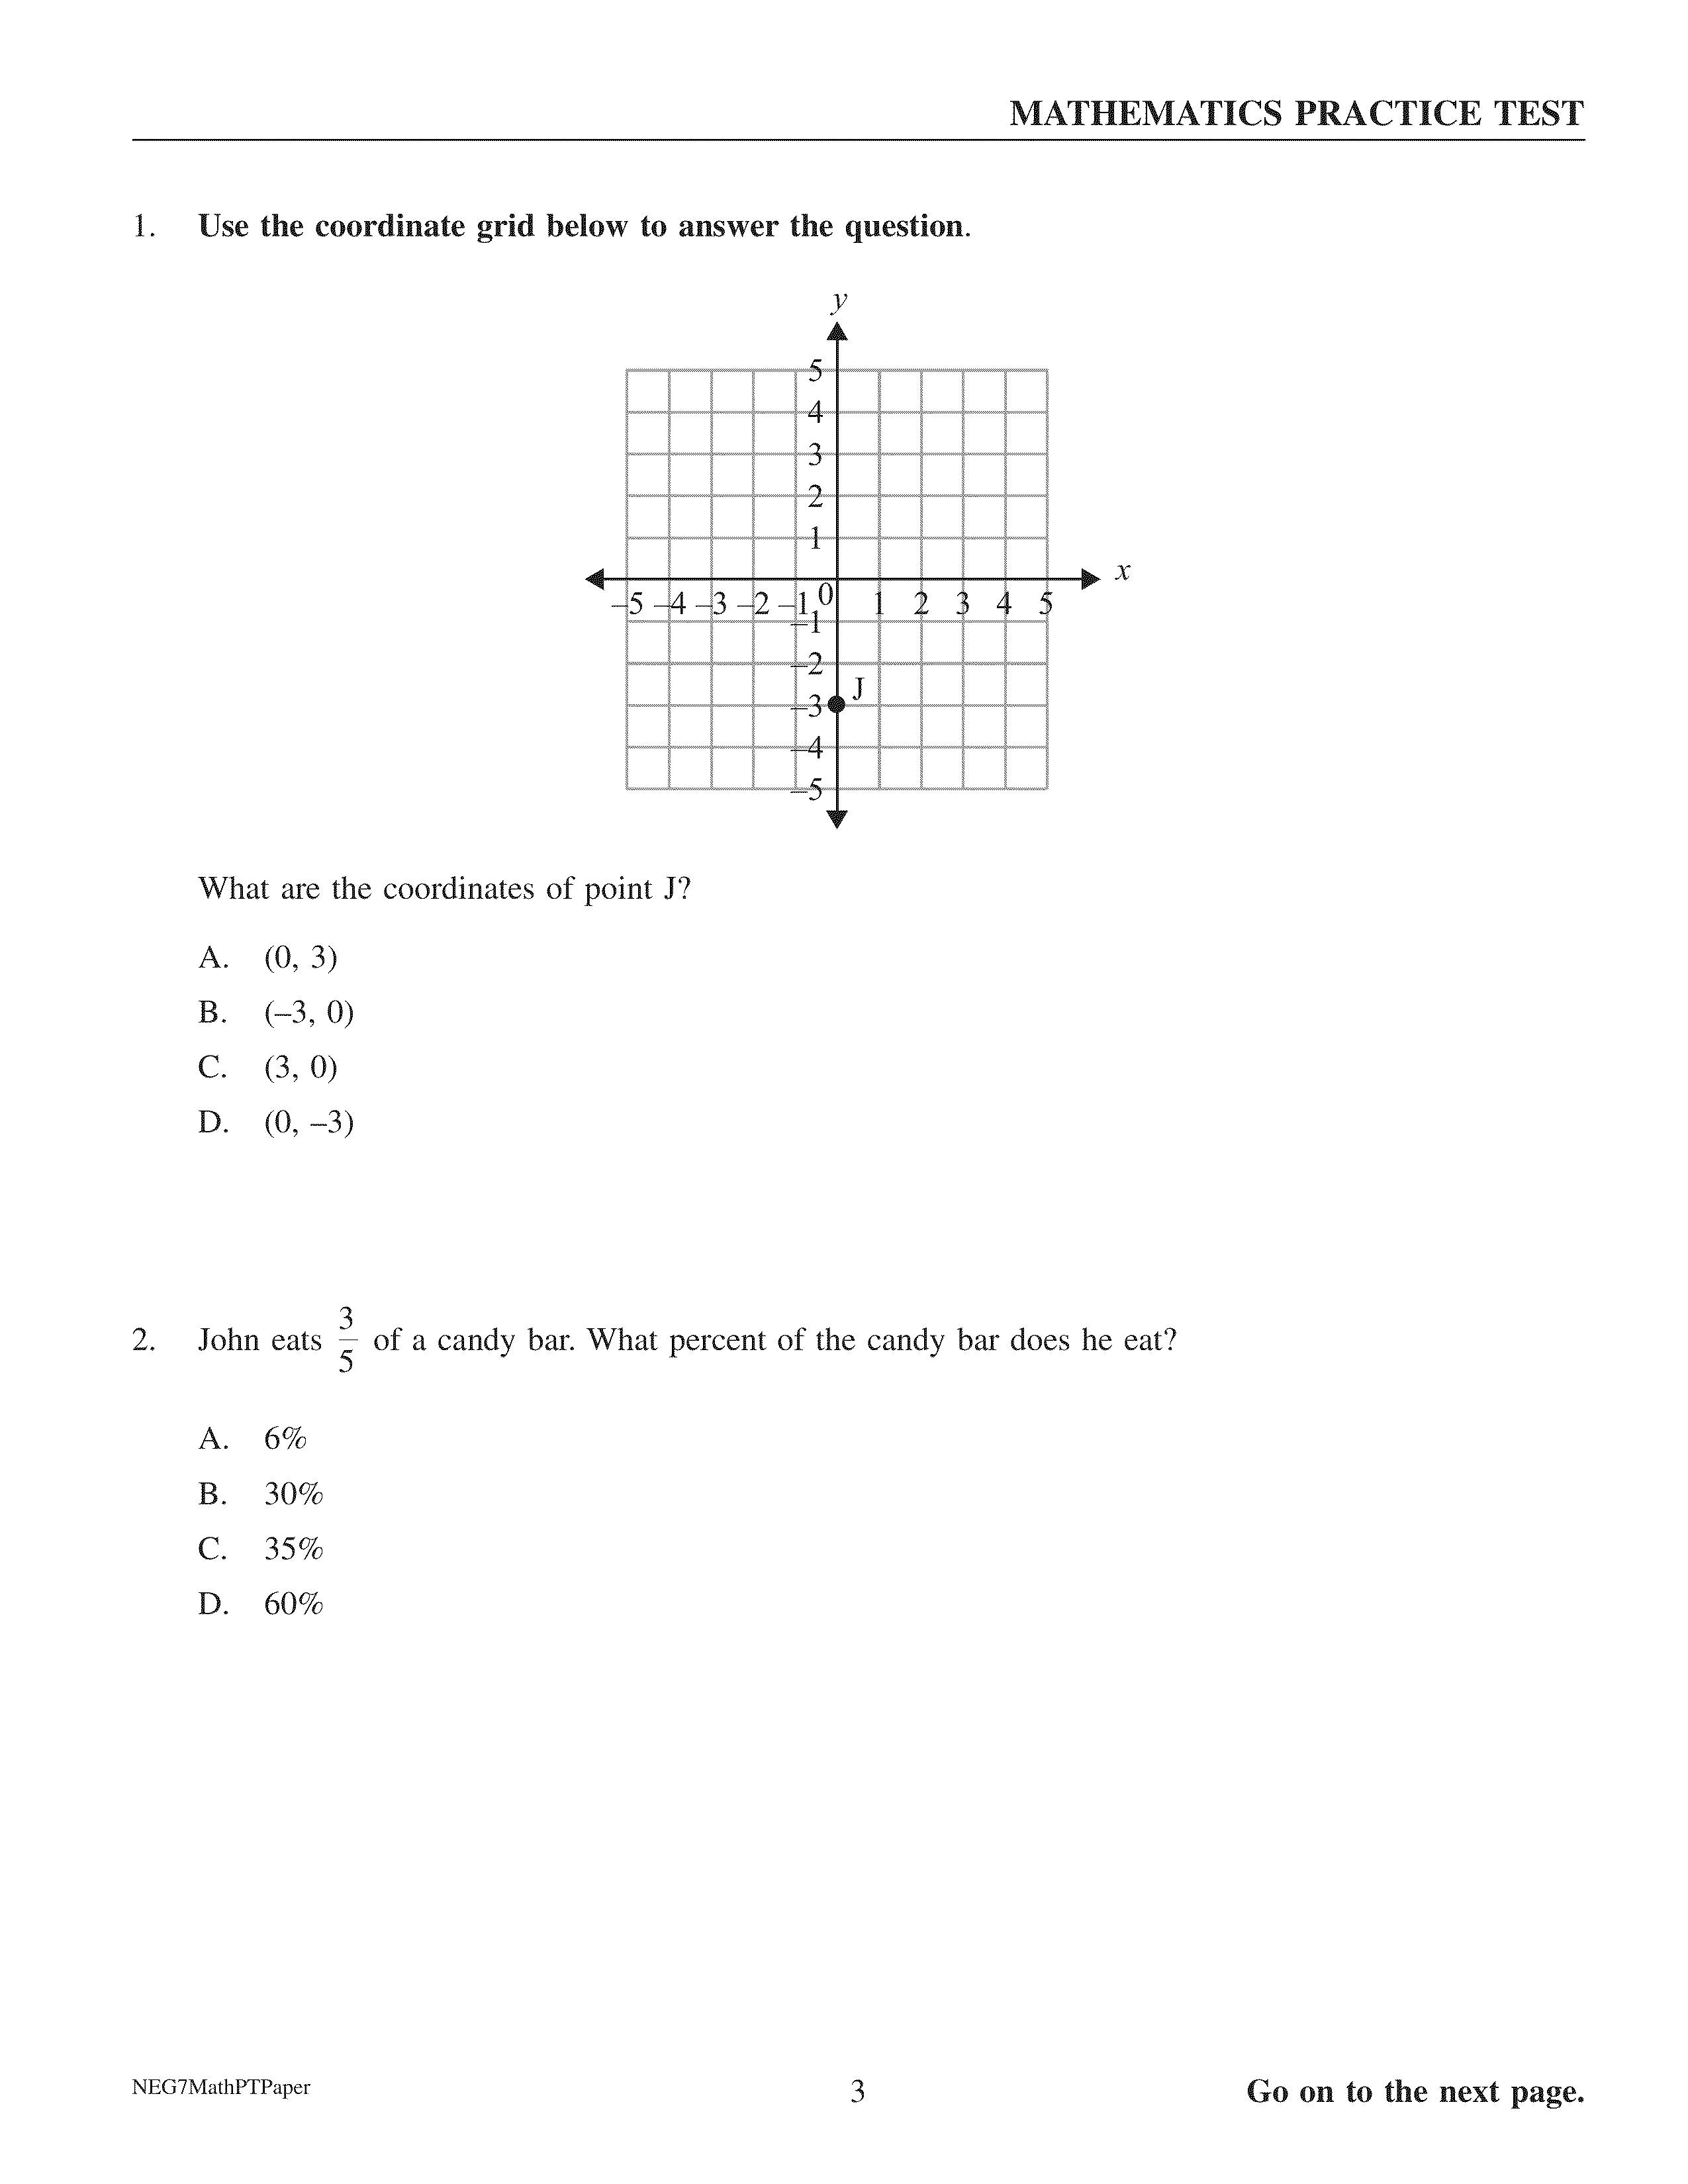 MATHEMATICS PRACTICE TEST
1. Use the coordinate grid below to answer the question.
y
5
4
3
2
1
x
–5 –4 –3 –2 –1 0 1 2 3 4 5
–1
–2
J
–3
–4
–5
What are the coordinates of point J?
A. (0, 3)
B. (–3, 0)
C. (3, 0)
D. (0, –3)
2. John eats 3/5 of a candy bar. What percent of the candy bar does he eat?
A. 6%
B. 30%
C. 35%
D. 60%
NEG7MathPTPaper 3 Go on to the next page.